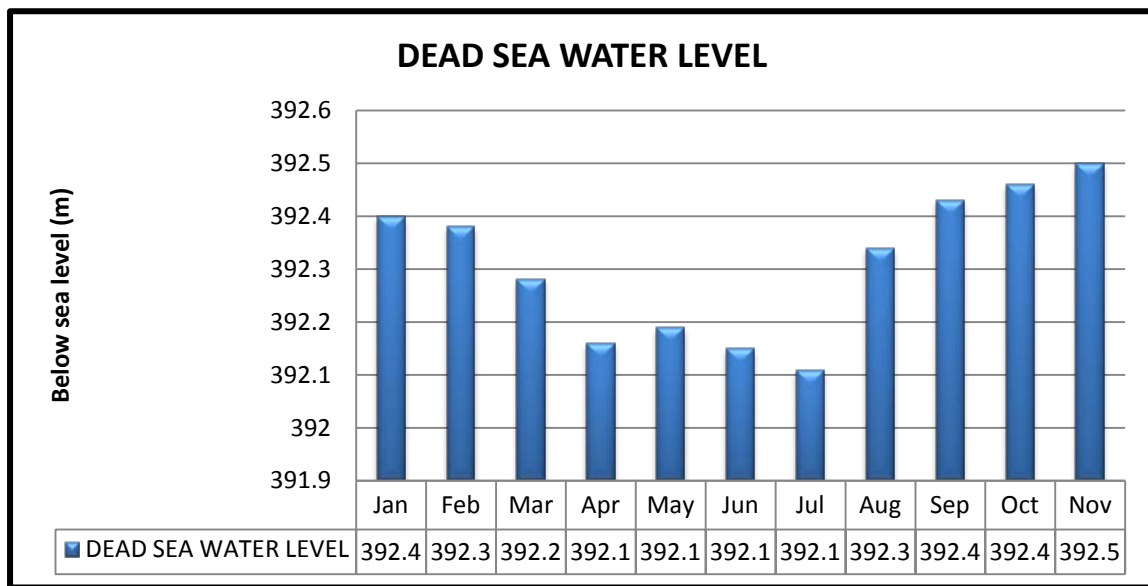 DEAD SEA WATER LEVEL
Below sea level (m)
392.6
392.5
392.4
392.3
392.2
392.1
392
391.9
Jan Feb Mar Apr May Jun Jul Aug Sep Oct Nov
DEAD SEA WATER LEVEL 392.4 392.3 392.2 392.1 392.1 392.1 392.1 392.3 392.4 392.4 392.5